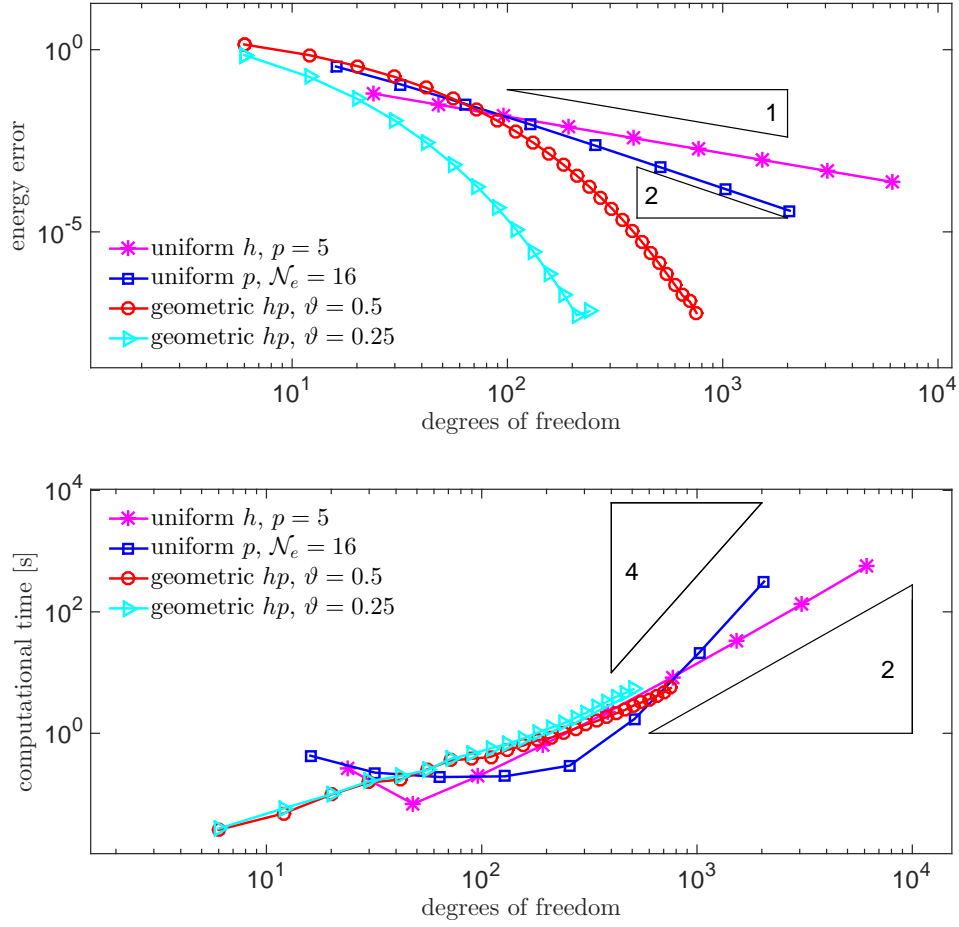 10^0
10^{-5}
energy error
1
2
uniform h, p = 5
uniform p, 𝒩_e = 16
geometric hp, ϑ = 0.5
geometric hp, ϑ = 0.25
10^1
10^2
10^3
10^4
degrees of freedom
10^4
10^2
10^0
computational time [s]
uniform h, p = 5
uniform p, 𝒩_e = 16
geometric hp, ϑ = 0.5
geometric hp, ϑ = 0.25
4
2
10^1
10^2
10^3
10^4
degrees of freedom